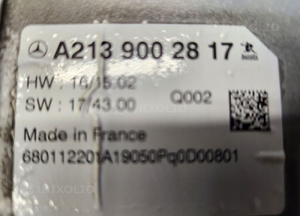 A213 900 28 17
HW : 16/15.02
SW : 17/43.00 Q002
Made in France
680112201A19050Pq0D00801